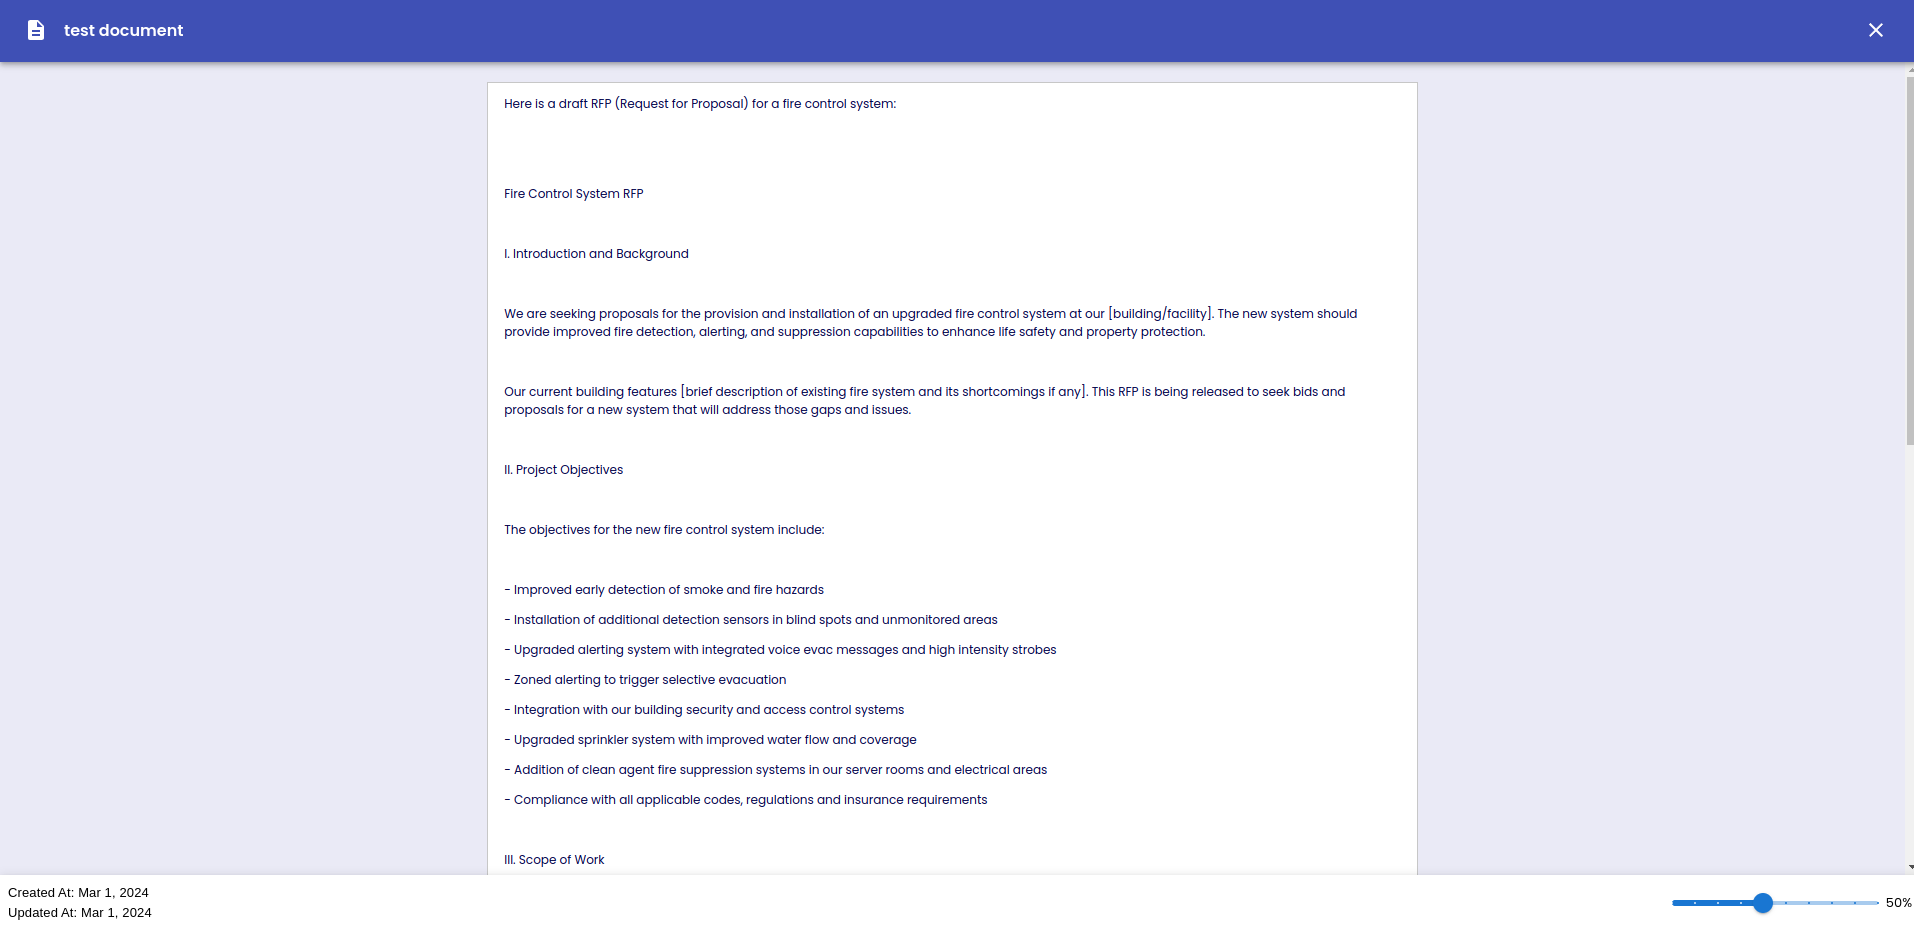 test document
Here is a draft RFP (Request for Proposal) for a fire control system:
Fire Control System RFP
I. Introduction and Background
We are seeking proposals for the provision and installation of an upgraded fire control system at our [building/facility]. The new system should
provide improved fire detection, alerting, and suppression capabilities to enhance life safety and property protection.
Our current building features [brief description of existing fire system and its shortcomings if any]. This RFP is being released to seek bids and
proposals for a new system that will address those gaps and issues.
II. Project Objectives
The objectives for the new fire control system include:
- Improved early detection of smoke and fire hazards
- Installation of additional detection sensors in blind spots and unmonitored areas
- Upgraded alerting system with integrated voice evac messages and high intensity strobes
- Zoned alerting to trigger selective evacuation
- Integration with our building security and access control systems
- Upgraded sprinkler system with improved water flow and coverage
- Addition of clean agent fire suppression systems in our server rooms and electrical areas
- Compliance with all applicable codes, regulations and insurance requirements
III. Scope of Work
Created At: Mar 1, 2024
Updated At: Mar 1, 2024
50%